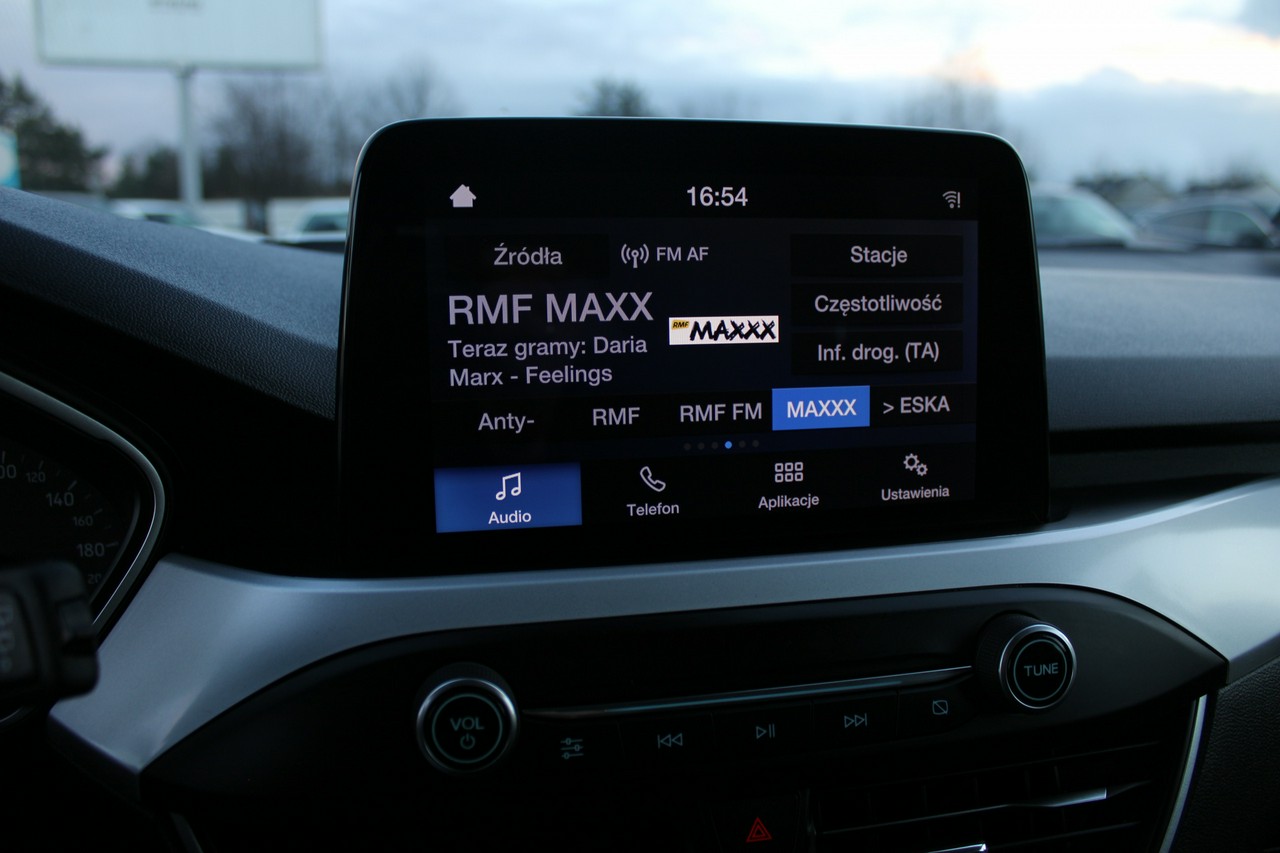 16:54
Źródła
FM AF
Stacje
RMF MAXX
RMF MAXXX
Częstotliwość
Teraz gramy: Daria
Marx - Feelings
Inf. drog. (TA)
Anty-
RMF
RMF FM
MAXXX
> ESKA
Audio
Telefon
Aplikacje
Ustawienia
120
140
160
180
VOL
TUNE